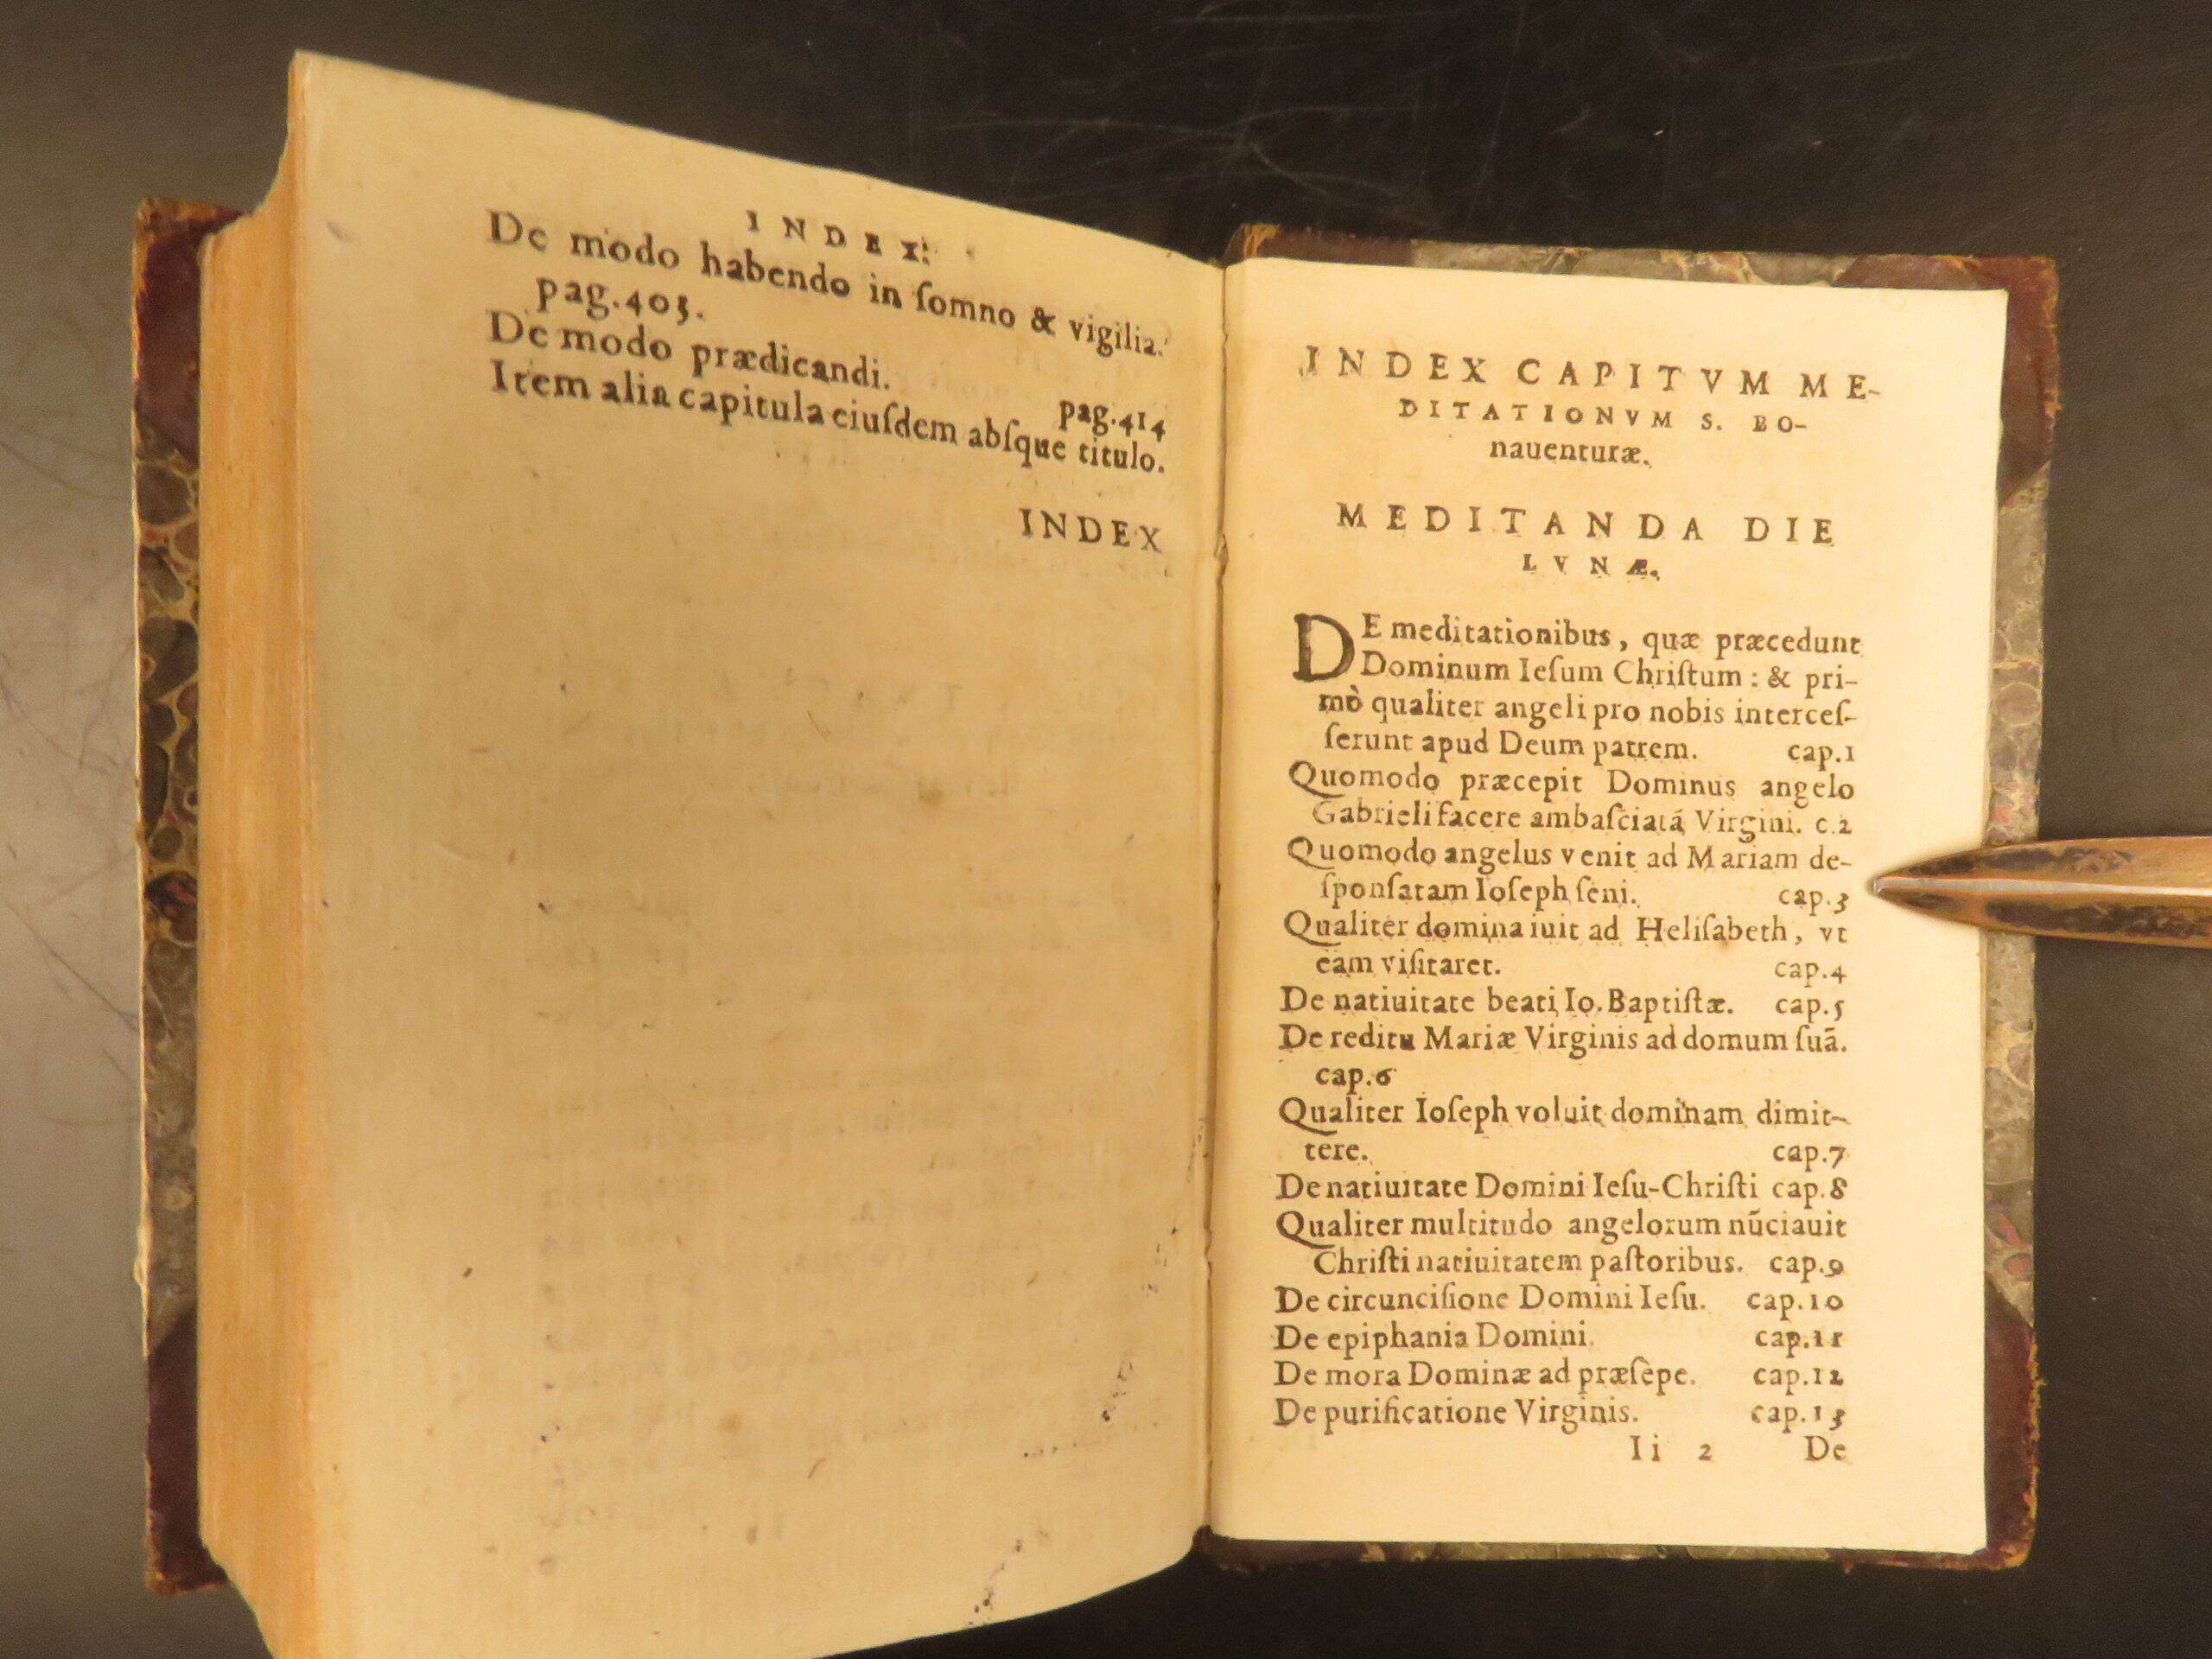 INDEX.
De modo habendo in ſomno & vigilia.
pag.405.
De modo prædicandi.
pag.414
Item alia capitula eiuſdem abſque titulo.
INDEX
INDEX CAPITVM ME-
DITATIONVM S. BO-
nauenturæ.
MEDITANDA DIE
LVNÆ.
DE meditationibus, quæ præcedunt
Dominum Ieſum Chriſtum : & pri-
mò qualiter angeli pro nobis interceſ-
ſerunt apud Deum patrem. cap.1
Quomodo præcepit Dominus angelo
Gabrieli facere ambaſciatã Virgini. c.2
Quomodo angelus venit ad Mariam de-
ſponſatam Ioſeph ſeni. cap.3
Qualiter domina iuit ad Heliſabeth, vt
eam viſitaret. cap.4
De natiuitate beati Io. Baptiſtæ. cap.5
De reditu Mariæ Virginis ad domum ſuã.
cap.6
Qualiter Ioſeph voluit dominam dimit-
tere. cap.7
De natiuitate Domini Ieſu-Chriſti cap.8
Qualiter multitudo angelorum nũciauit
Chriſti natiuitatem paſtoribus. cap.9
De circunciſione Domini Ieſu. cap.10
De epiphania Domini. cap.11
De mora Dominæ ad præſepe. cap.12
De purificatione Virginis. cap.13
Ii 2 De